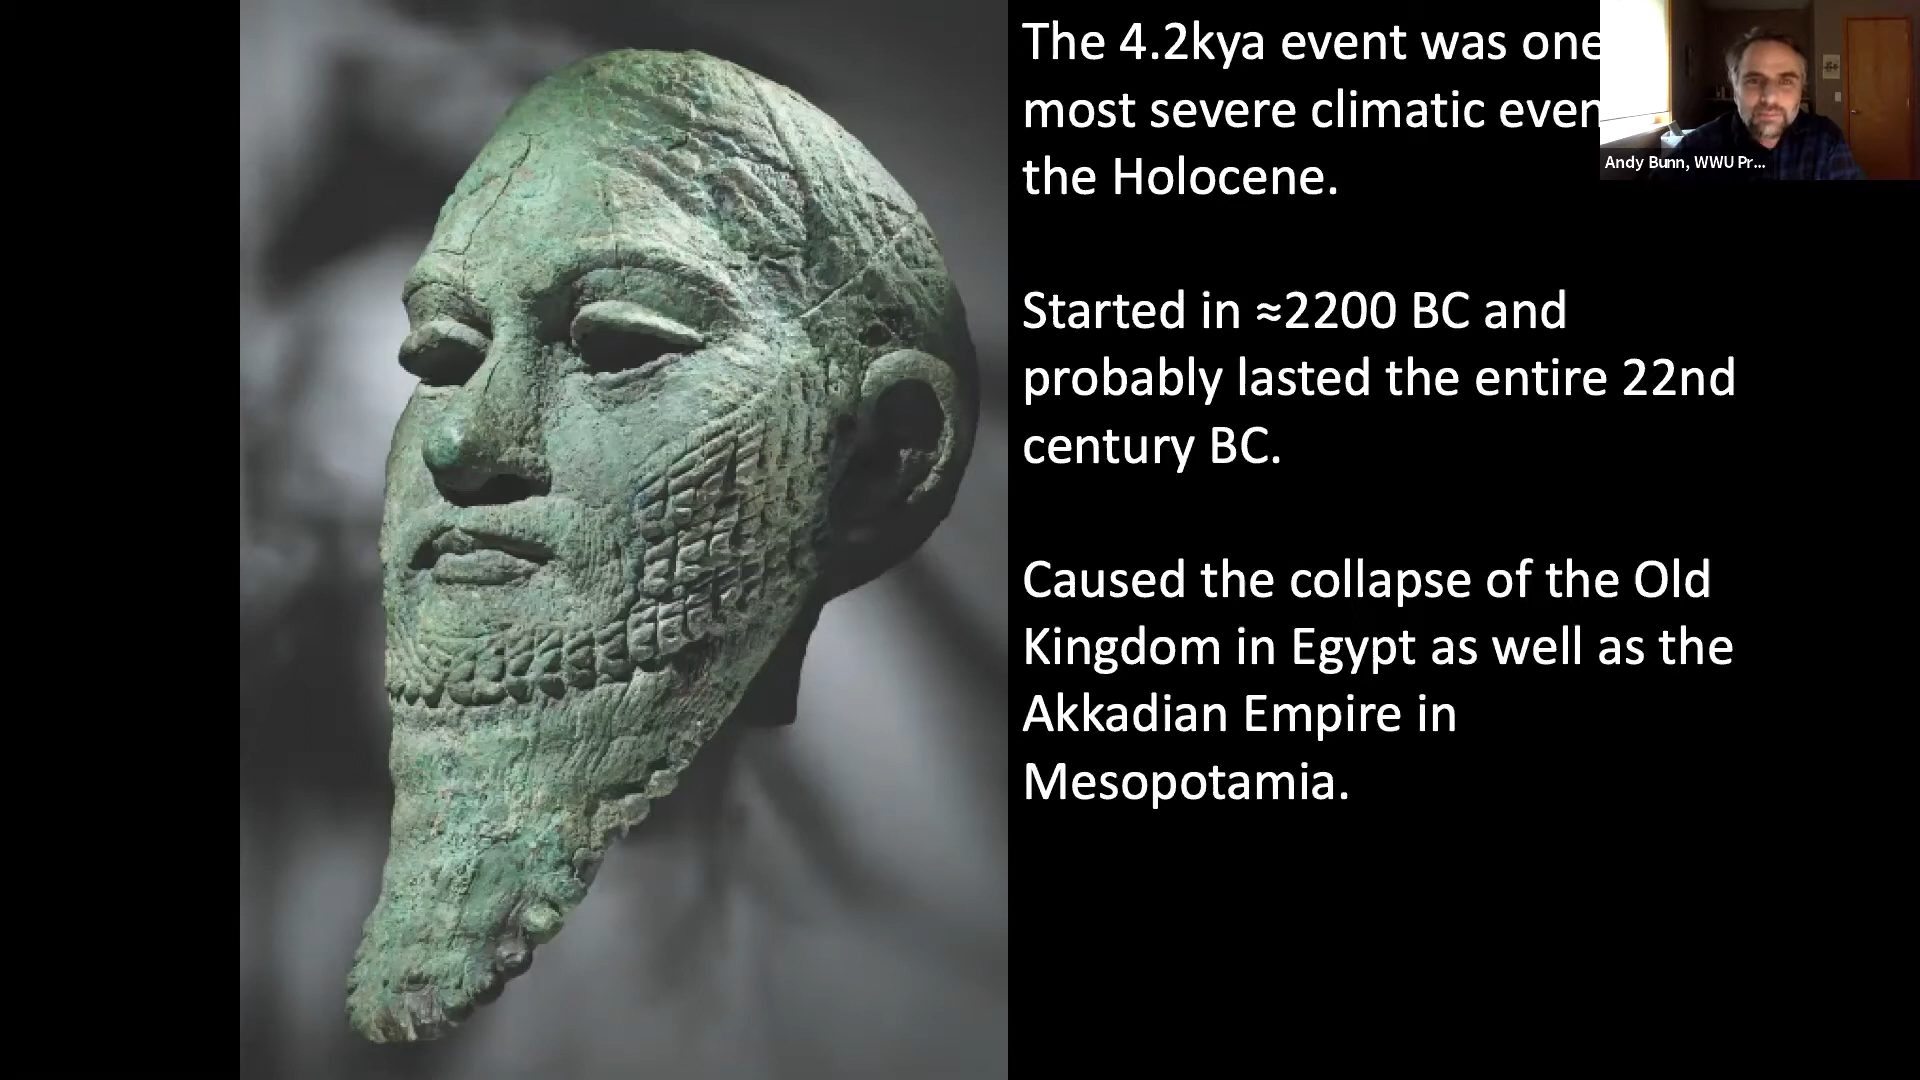 The 4.2kya event was one
most severe climatic even
the Holocene.
Started in ≈2200 BC and
probably lasted the entire 22nd
century BC.
Caused the collapse of the Old
Kingdom in Egypt as well as the
Akkadian Empire in
Mesopotamia.
Andy Bunn, WWU Pr...